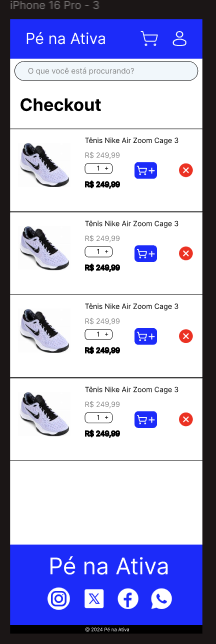 iPhone 16 Pro - 3
Pé na Ativa
O que você está procurando?
Checkout
Tênis Nike Air Zoom Cage 3
R$ 249,99
1 +
R$ 249,99
+
Tênis Nike Air Zoom Cage 3
R$ 249,99
1 +
R$ 249,99
+
Tênis Nike Air Zoom Cage 3
R$ 249,99
1 +
R$ 249,99
+
Tênis Nike Air Zoom Cage 3
R$ 249,99
1 +
R$ 249,99
+
Pé na Ativa
© 2024 Pé na Ativa